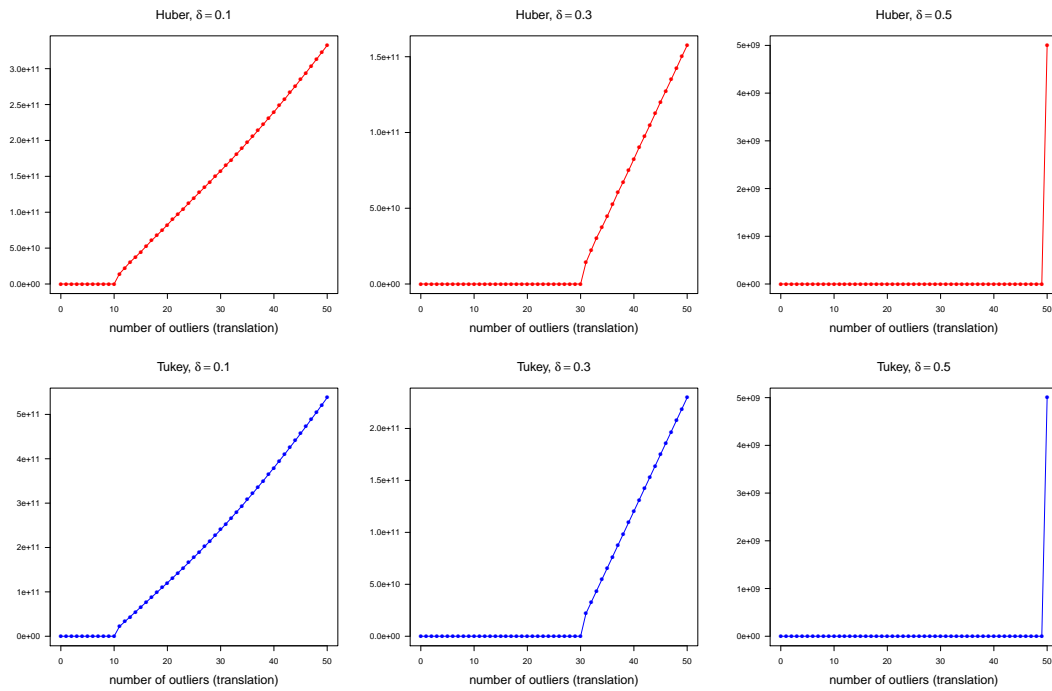 Huber, δ = 0.1
Huber, δ = 0.3
Huber, δ = 0.5
3.0e+11
2.5e+11
2.0e+11
1.5e+11
1.0e+11
5.0e+10
0.0e+00
0 10 20 30 40 50
number of outliers (translation)
1.5e+11
1.0e+11
5.0e+10
0.0e+00
0 10 20 30 40 50
number of outliers (translation)
5e+09
4e+09
3e+09
2e+09
1e+09
0e+00
0 10 20 30 40 50
number of outliers (translation)
Tukey, δ = 0.1
Tukey, δ = 0.3
Tukey, δ = 0.5
5e+11
4e+11
3e+11
2e+11
1e+11
0e+00
0 10 20 30 40 50
number of outliers (translation)
2.0e+11
1.5e+11
1.0e+11
5.0e+10
0.0e+00
0 10 20 30 40 50
number of outliers (translation)
5e+09
4e+09
3e+09
2e+09
1e+09
0e+00
0 10 20 30 40 50
number of outliers (translation)